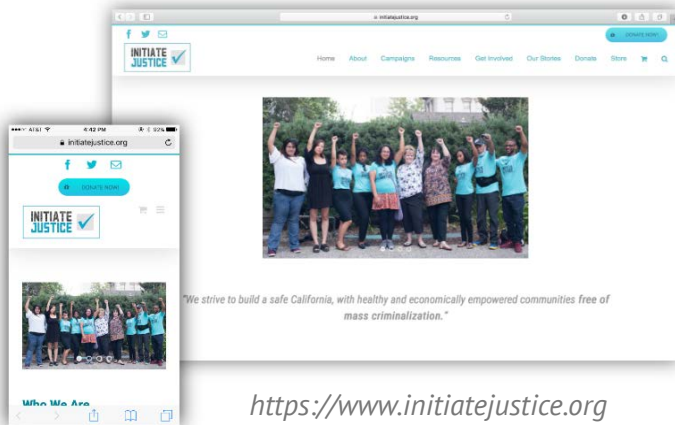 initiatejustice.org
DONATE NOW!
INITIATE
JUSTICE
Home About Campaigns Resources Get Involved Our Stories Donate Store
AT&T 4:42 PM 92%
initiatejustice.org
DONATE NOW!
INITIATE
JUSTICE
"We strive to build a safe California, with healthy and economically empowered communities free of
mass criminalization."
Who We Are
https://www.initiatejustice.org